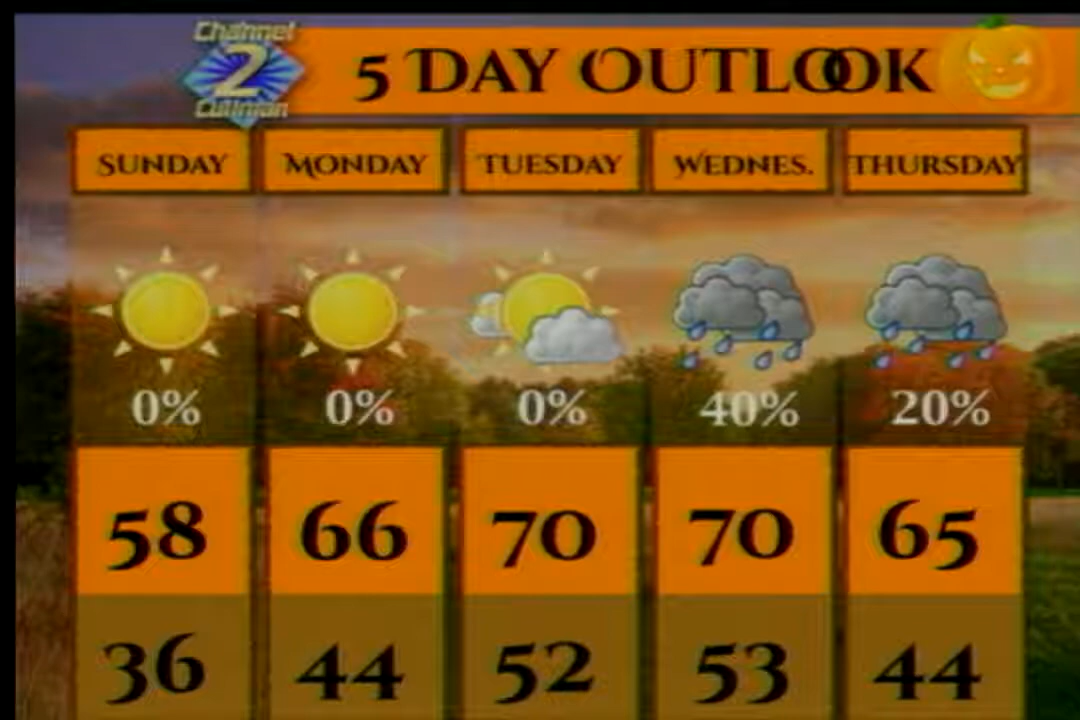 Channel
2
Cullman
5 DAY OUTLOOK
SUNDAY MONDAY TUESDAY WEDNES. THURSDAY
0% 0% 0% 40% 20%
58 66 70 70 65
36 44 52 53 44